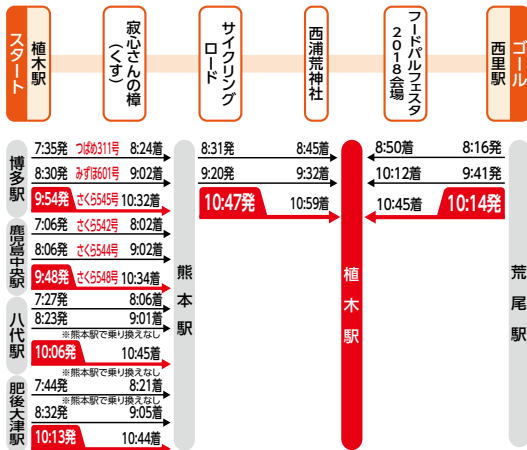 スタート
植木駅
寂心さんの樟
(くす)
サイクリング
ロード
西浦荒神社
フードパルフェスタ
2018会場
西里駅
ゴール
博多駅
7:35発 つばめ311号 8:24着
8:30発 みずほ601号 9:02着
9:54発 さくら545号 10:32着
鹿児島中央駅
7:06発 さくら542号 8:02着
8:06発 さくら544号 9:02着
9:48発 さくら548号 10:34着
八代駅
7:27発 8:06着
8:23発 9:01着
※熊本駅で乗り換えなし
10:06発 10:45着
※熊本駅で乗り換えなし
肥後大津駅
7:44発 8:21着
※熊本駅で乗り換えなし
8:32発 9:05着
10:13発 10:44着
熊本駅
8:31発 8:45着
9:20発 9:32着
10:47発 10:59着
植木駅
8:50着 8:16発
10:12着 9:41発
10:45着 10:14発
荒尾駅